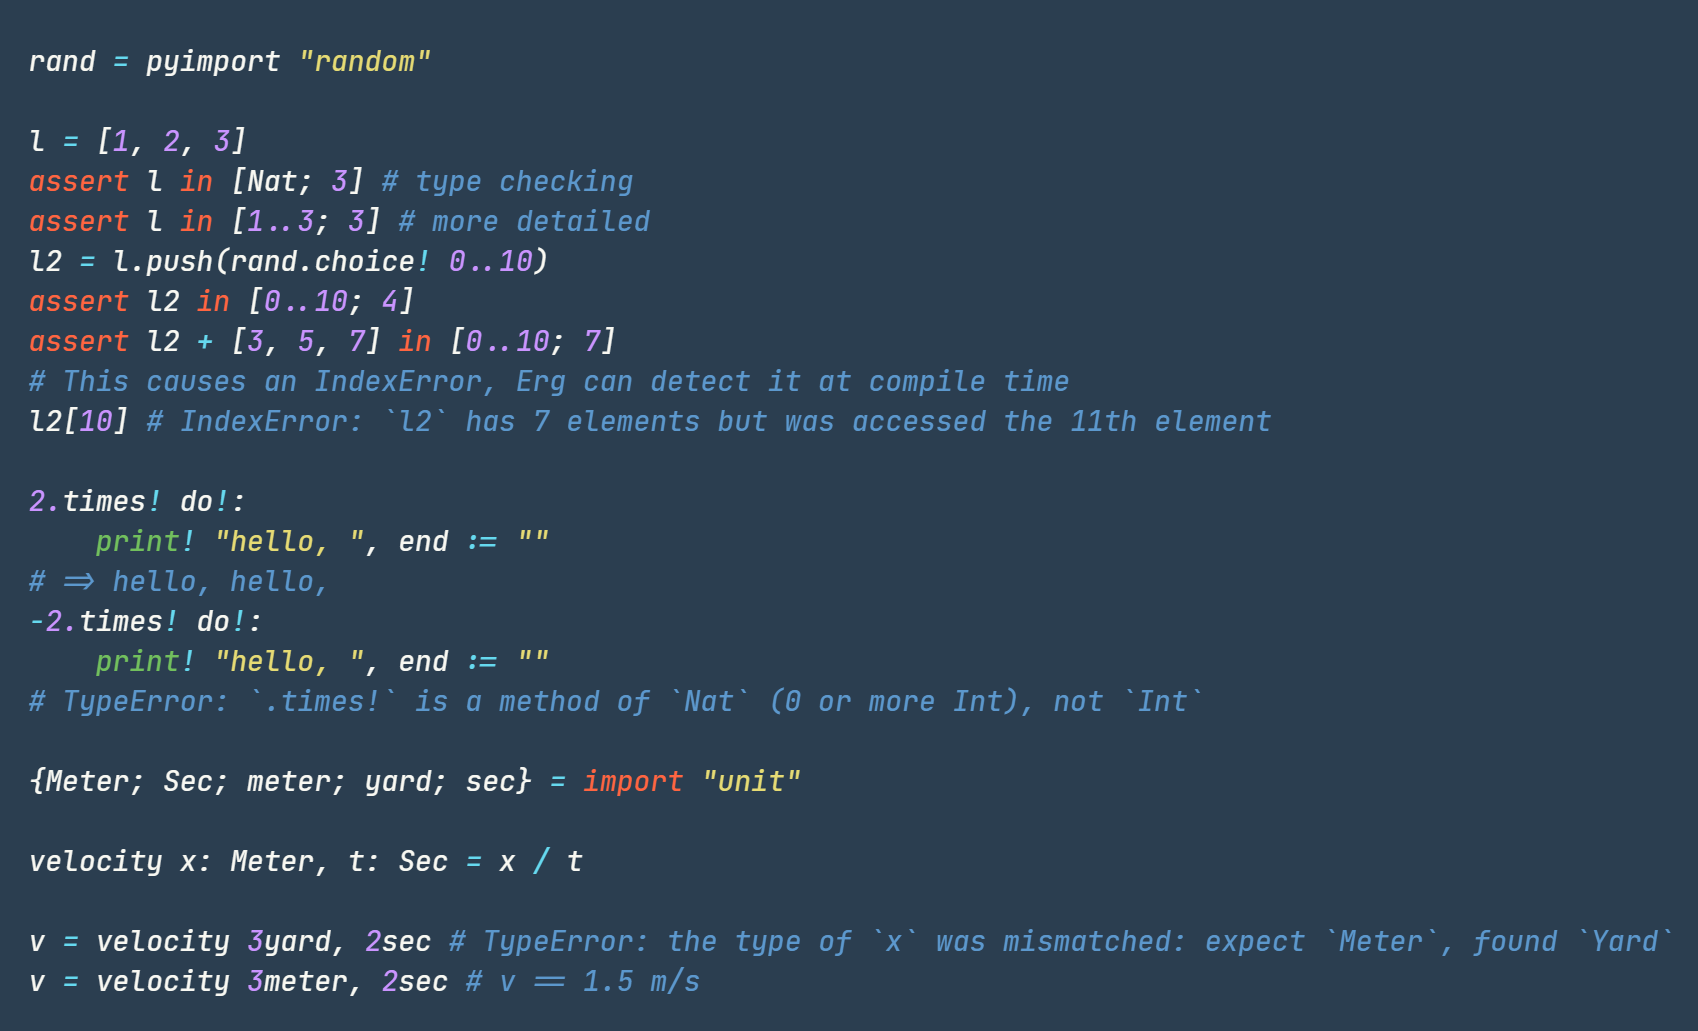 rand = pyimport "random"
l = [1, 2, 3]
assert l in [Nat; 3] # type checking
assert l in [1..3; 3] # more detailed
l2 = l.push(rand.choice! 0..10)
assert l2 in [0..10; 4]
assert l2 + [3, 5, 7] in [0..10; 7]
# This causes an IndexError, Erg can detect it at compile time
l2[10] # IndexError: `l2` has 7 elements but was accessed the 11th element
2.times! do!:
    print! "hello, ", end := ""
# => hello, hello,
-2.times! do!:
    print! "hello, ", end := ""
# TypeError: `.times!` is a method of `Nat` (0 or more Int), not `Int`
{Meter; Sec; meter; yard; sec} = import "unit"
velocity x: Meter, t: Sec = x / t
v = velocity 3yard, 2sec # TypeError: the type of `x` was mismatched: expect `Meter`, found `Yard`
v = velocity 3meter, 2sec # v == 1.5 m/s